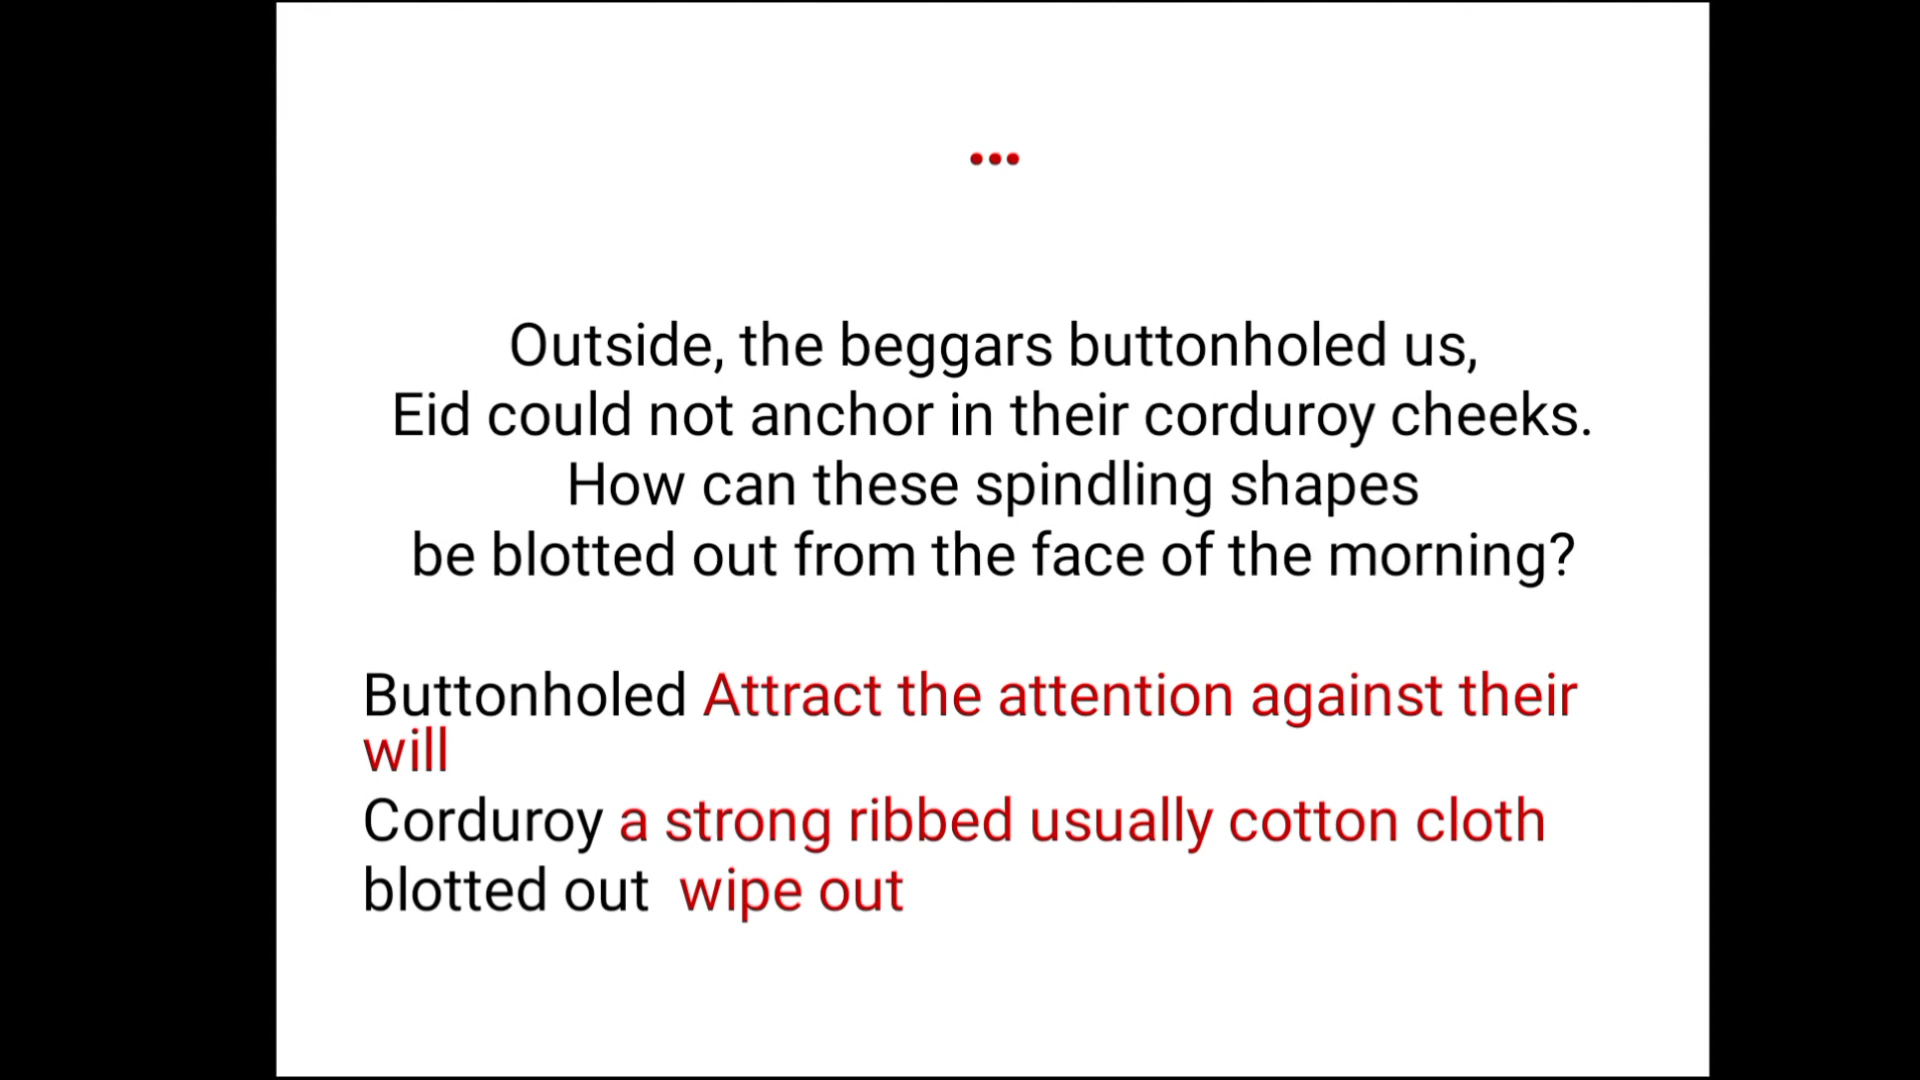 ...
Outside, the beggars buttonholed us,
Eid could not anchor in their corduroy cheeks.
How can these spindling shapes
be blotted out from the face of the morning?
Buttonholed Attract the attention against their
will
Corduroy a strong ribbed usually cotton cloth
blotted out wipe out